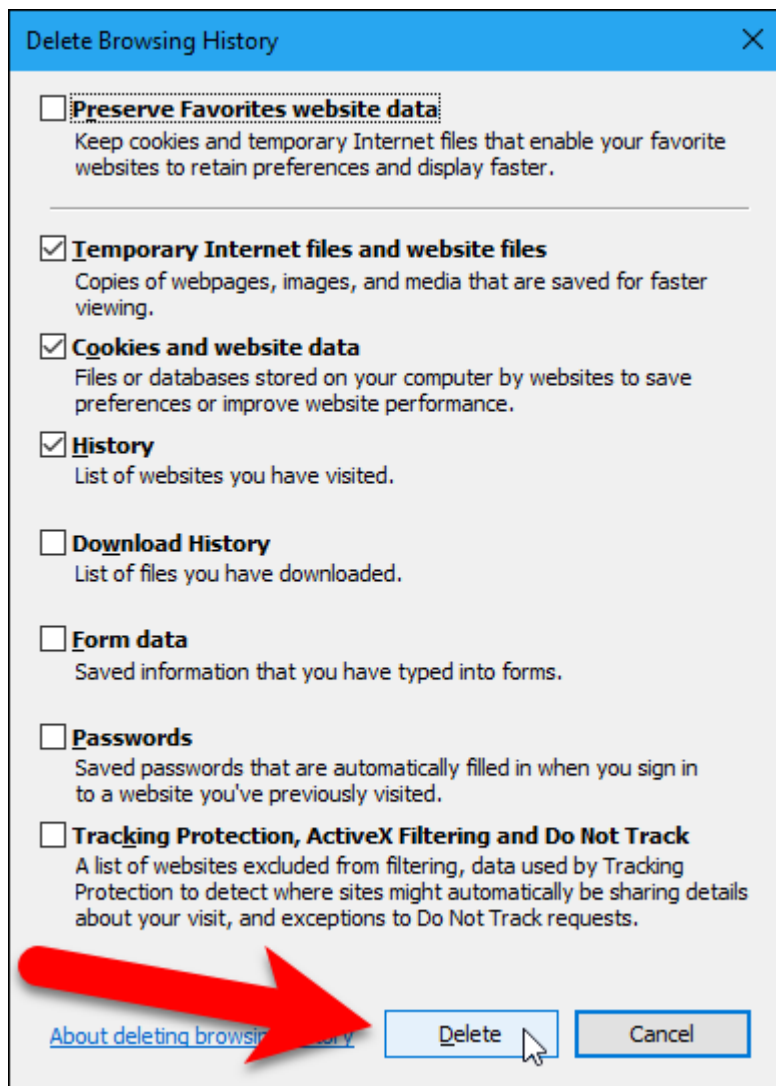 Delete Browsing History
Preserve Favorites website data
Keep cookies and temporary Internet files that enable your favorite
websites to retain preferences and display faster.
Temporary Internet files and website files
Copies of webpages, images, and media that are saved for faster
viewing.
Cookies and website data
Files or databases stored on your computer by websites to save
preferences or improve website performance.
History
List of websites you have visited.
Download History
List of files you have downloaded.
Form data
Saved information that you have typed into forms.
Passwords
Saved passwords that are automatically filled in when you sign in
to a website you've previously visited.
Tracking Protection, ActiveX Filtering and Do Not Track
A list of websites excluded from filtering, data used by Tracking
Protection to detect where sites might automatically be sharing details
about your visit, and exceptions to Do Not Track requests.
About deleting browsing history
Delete
Cancel